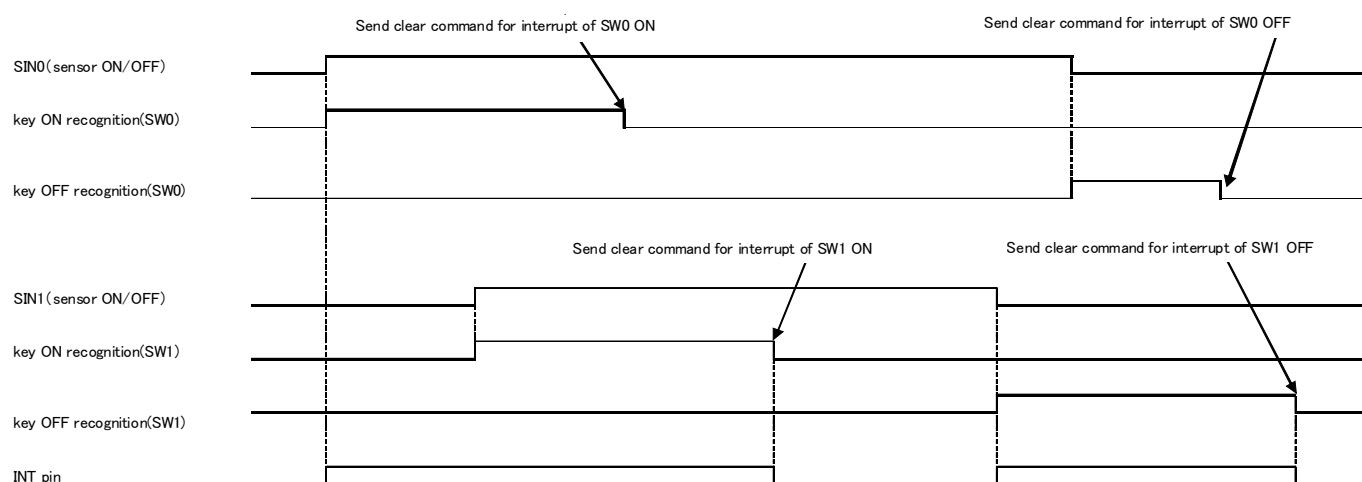 Send clear command for interrupt of SW0 ON
Send clear command for interrupt of SW0 OFF
SIN0(sensor ON/OFF)
key ON recognition(SW0)
key OFF recognition(SW0)
Send clear command for interrupt of SW1 ON
Send clear command for interrupt of SW1 OFF
SIN1(sensor ON/OFF)
key ON recognition(SW1)
key OFF recognition(SW1)
INT pin